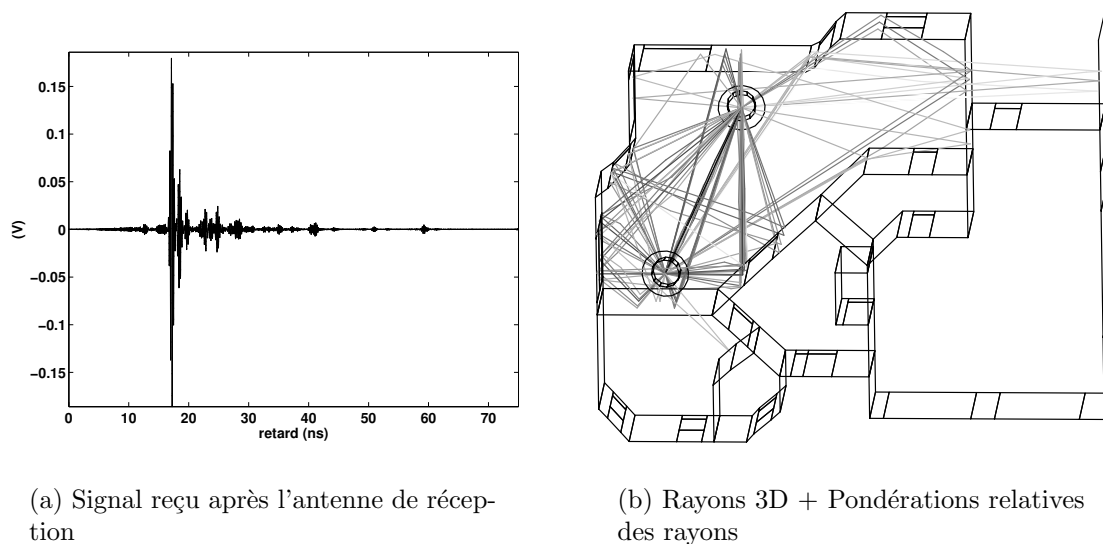 0.15
0.1
0.05
0
−0.05
−0.1
−0.15
(V)
0 10 20 30 40 50 60 70
retard (ns)
(a) Signal reçu après l'antenne de récep-
tion
(b) Rayons 3D + Pondérations relatives
des rayons